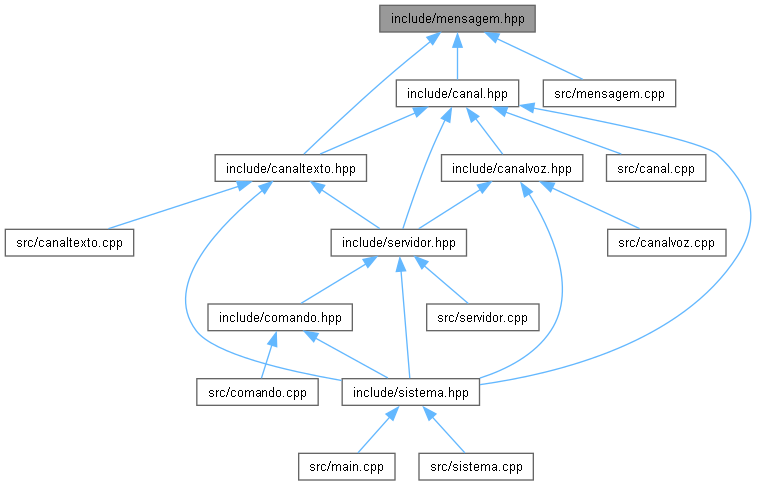 include/mensagem.hpp
include/canal.hpp
src/mensagem.cpp
include/canaltexto.hpp
include/canalvoz.hpp
src/canal.cpp
src/canaltexto.cpp
include/servidor.hpp
src/canalvoz.cpp
include/comando.hpp
src/servidor.cpp
src/comando.cpp
include/sistema.hpp
src/main.cpp
src/sistema.cpp